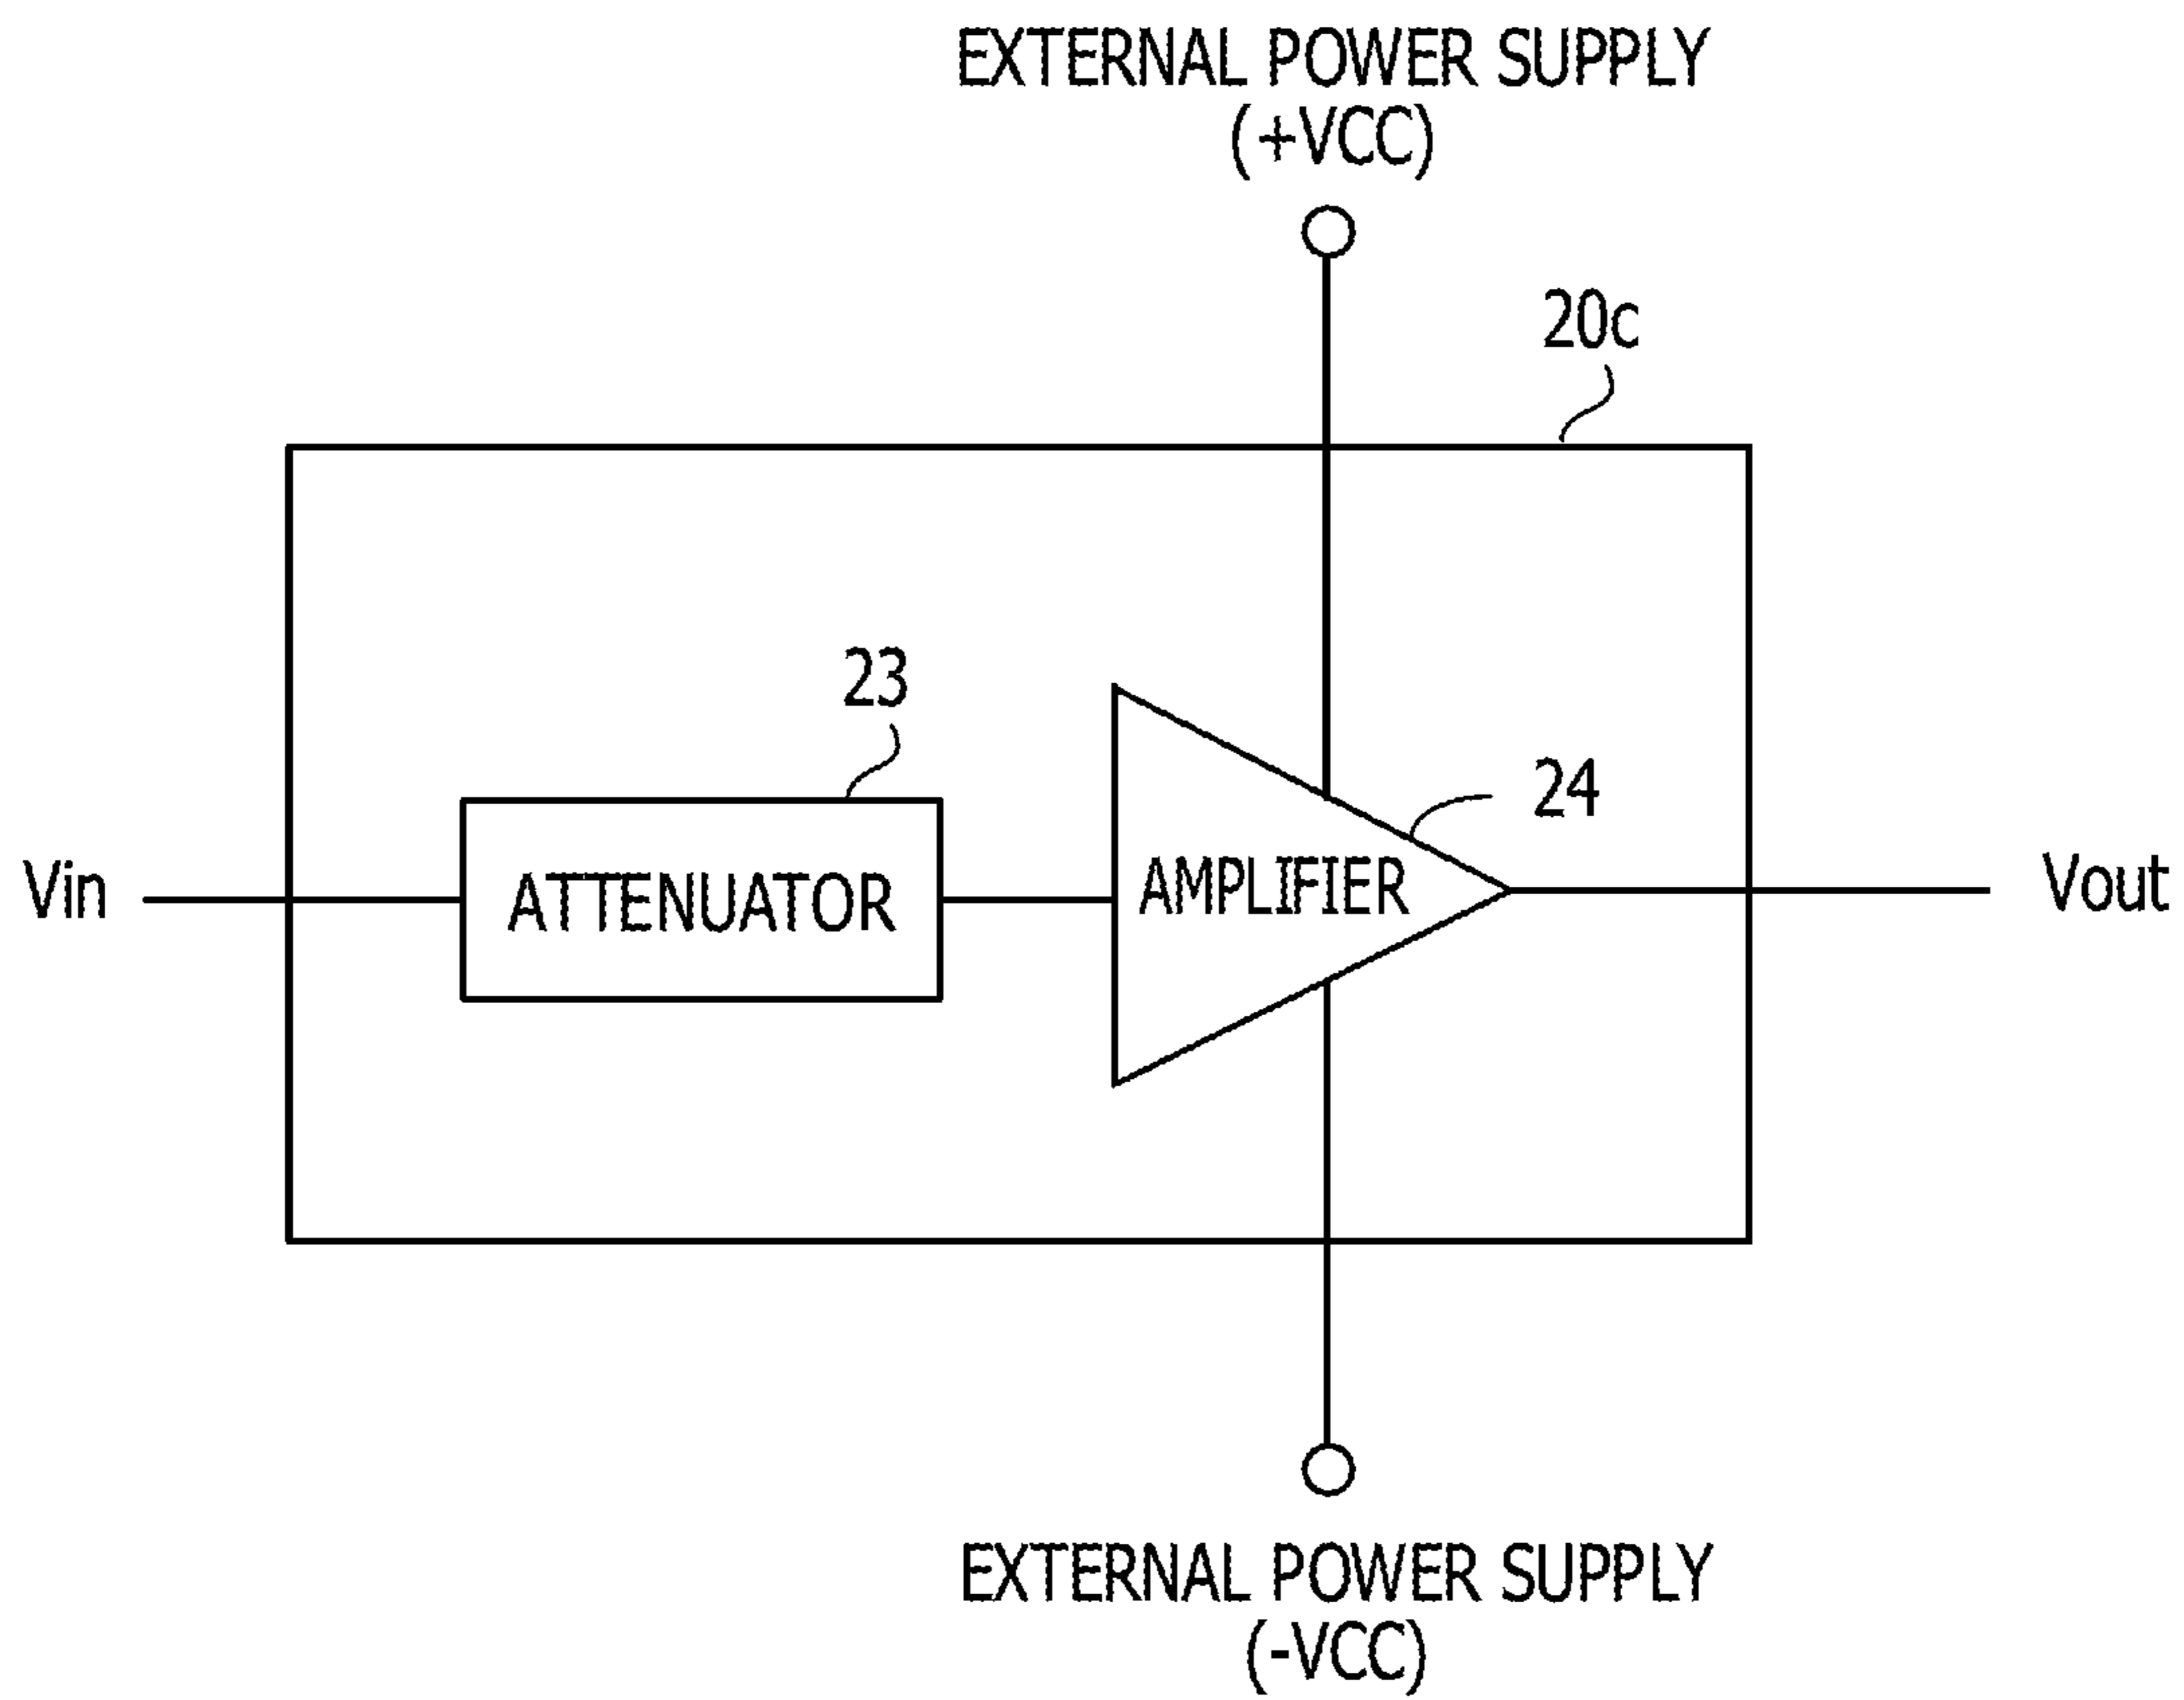 EXTERNAL POWER SUPPLY
(+VCC)
20c
23
24
Vin
ATTENUATOR
AMPLIFIER
Vout
EXTERNAL POWER SUPPLY
(-VCC)